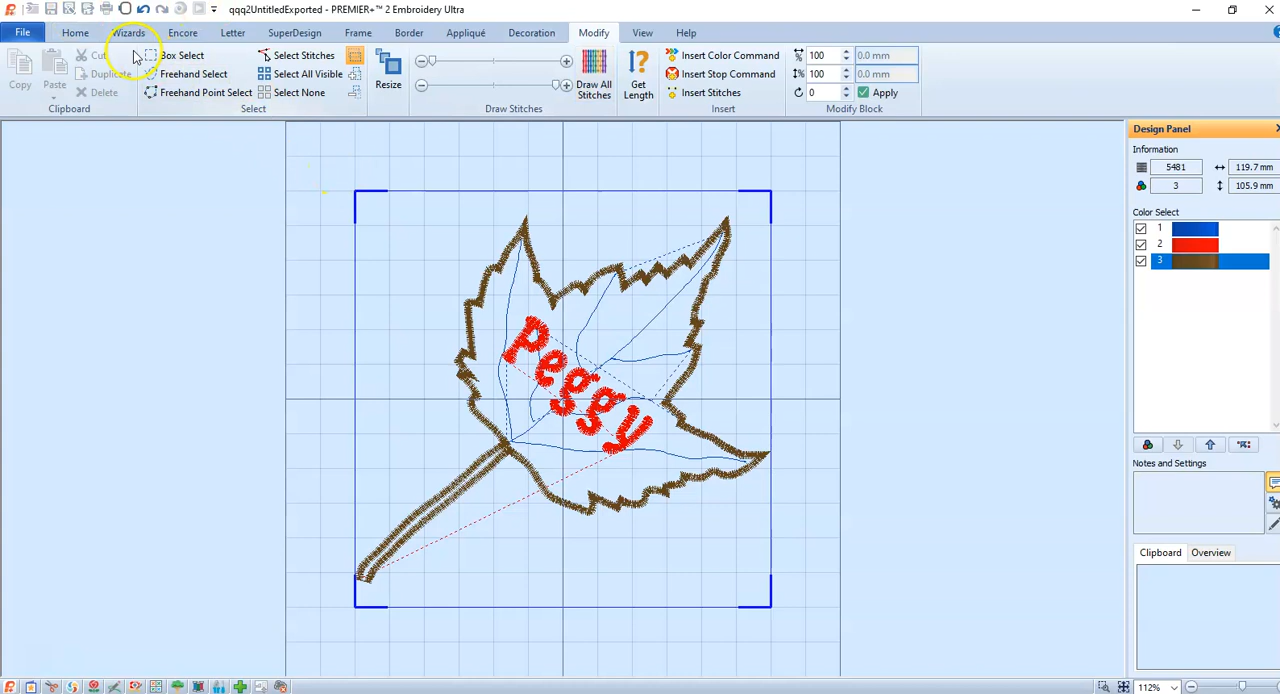 qqq2UntitledExported - PREMIER+™ 2 Embroidery Ultra
File Home Wizards Encore Letter SuperDesign Frame Border Appliqué Decoration Modify View Help
Copy Paste Cut Duplicate Delete Clipboard
Box Select Freehand Select Freehand Point Select Select Stitches Select All Visible Select None Select
Resize
Draw All Stitches Draw Stitches
Get Length
Insert Color Command Insert Stop Command Insert Stitches Insert
100 0.0 mm
100 0.0 mm
0 Apply
Modify Block
Peggy
Design Panel
Information
5481 119.7 mm
3 105.9 mm
Color Select
1
2
3
Notes and Settings
Clipboard Overview
112%